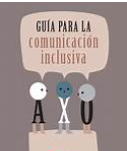 GUÍA PARA LA
comunicación
inclusiva
A X O